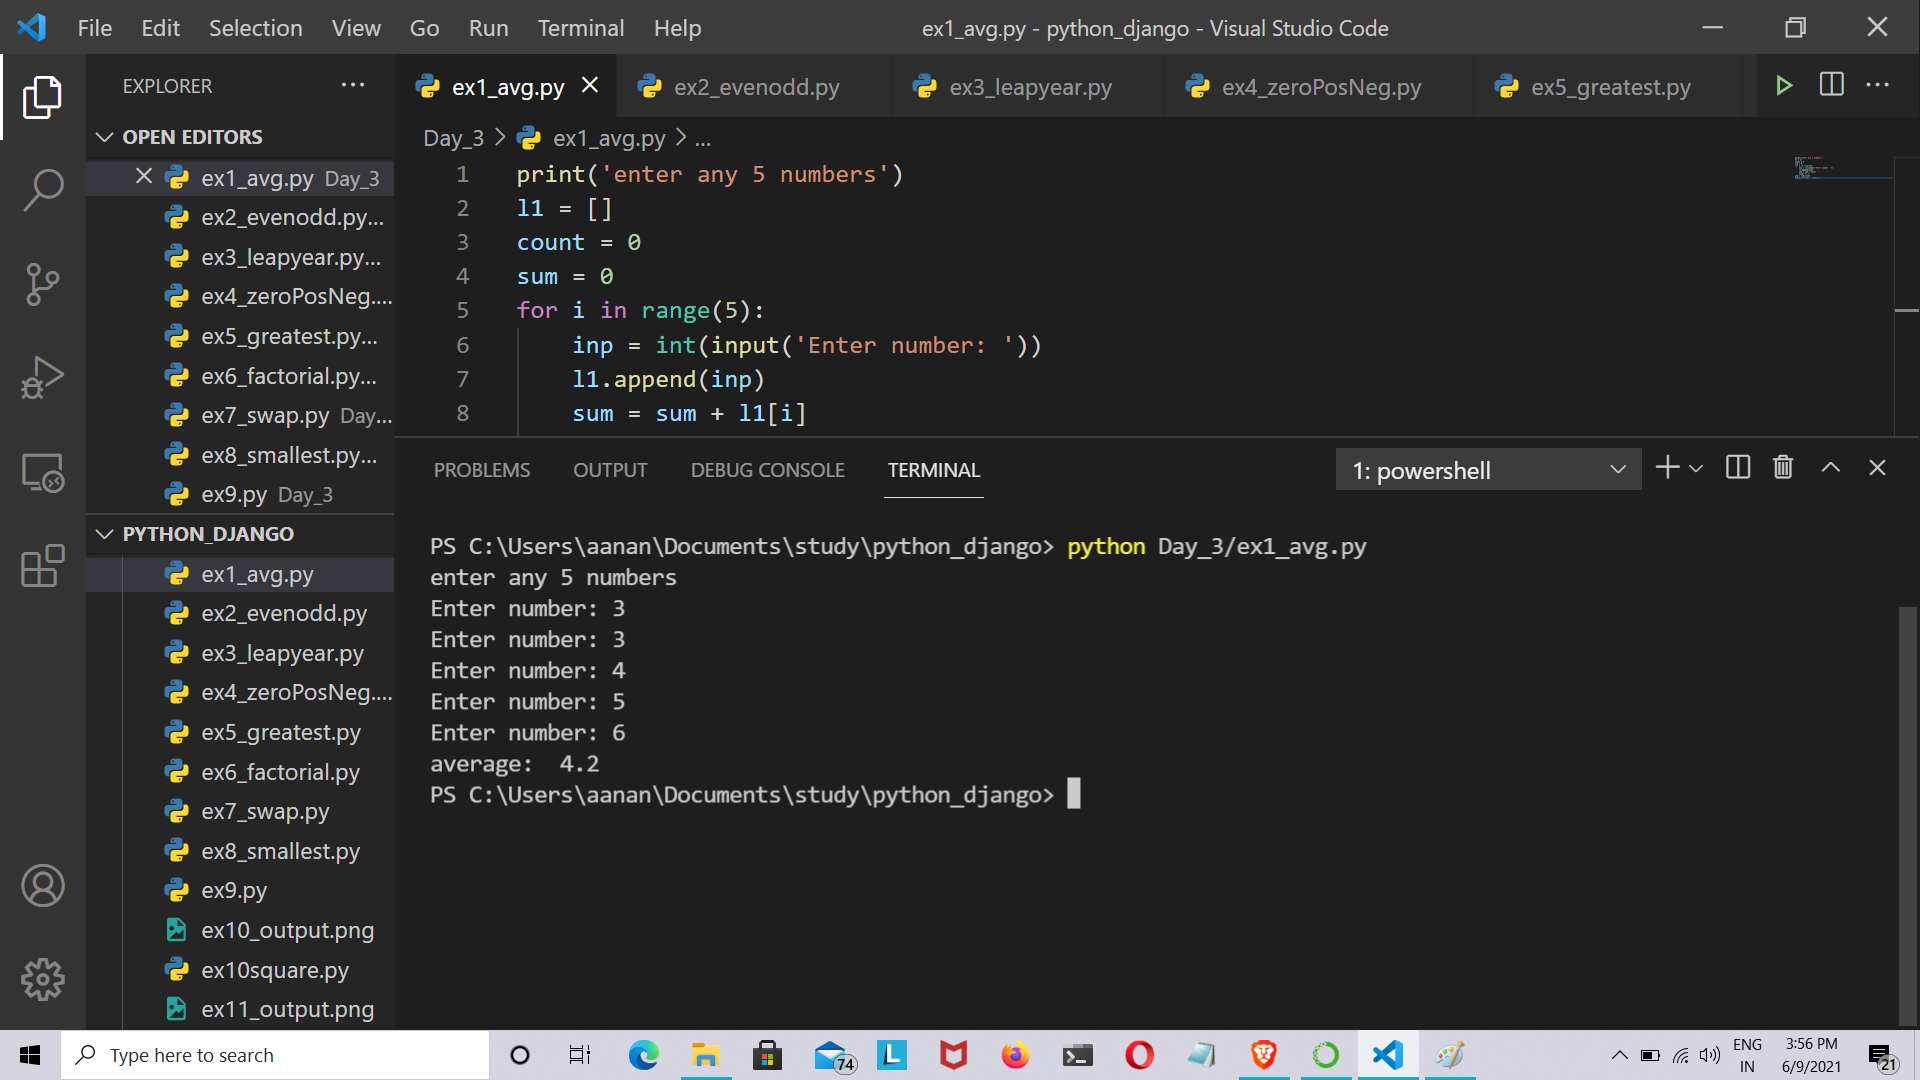 File Edit Selection View Go Run Terminal Help
ex1_avg.py - python_django - Visual Studio Code
EXPLORER
ex1_avg.py ex2_evenodd.py ex3_leapyear.py ex4_zeroPosNeg.py ex5_greatest.py
OPEN EDITORS
ex1_avg.py Day_3
ex2_evenodd.py...
ex3_leapyear.py...
ex4_zeroPosNeg....
ex5_greatest.py...
ex6_factorial.py...
ex7_swap.py Day...
ex8_smallest.py...
ex9.py Day_3
PYTHON_DJANGO
ex1_avg.py
ex2_evenodd.py
ex3_leapyear.py
ex4_zeroPosNeg....
ex5_greatest.py
ex6_factorial.py
ex7_swap.py
ex8_smallest.py
ex9.py
ex10_output.png
ex10square.py
ex11_output.png
Day_3 > ex1_avg.py > ...
1 print('enter any 5 numbers')
2 l1 = []
3 count = 0
4 sum = 0
5 for i in range(5):
6 inp = int(input('Enter number: '))
7 l1.append(inp)
8 sum = sum + l1[i]
PROBLEMS OUTPUT DEBUG CONSOLE TERMINAL
1: powershell
PS C:\Users\aanan\Documents\study\python_django> python Day_3/ex1_avg.py
enter any 5 numbers
Enter number: 3
Enter number: 3
Enter number: 4
Enter number: 5
Enter number: 6
average:  4.2
PS C:\Users\aanan\Documents\study\python_django>
Type here to search
74
L
ENG
IN
3:56 PM
6/9/2021
21